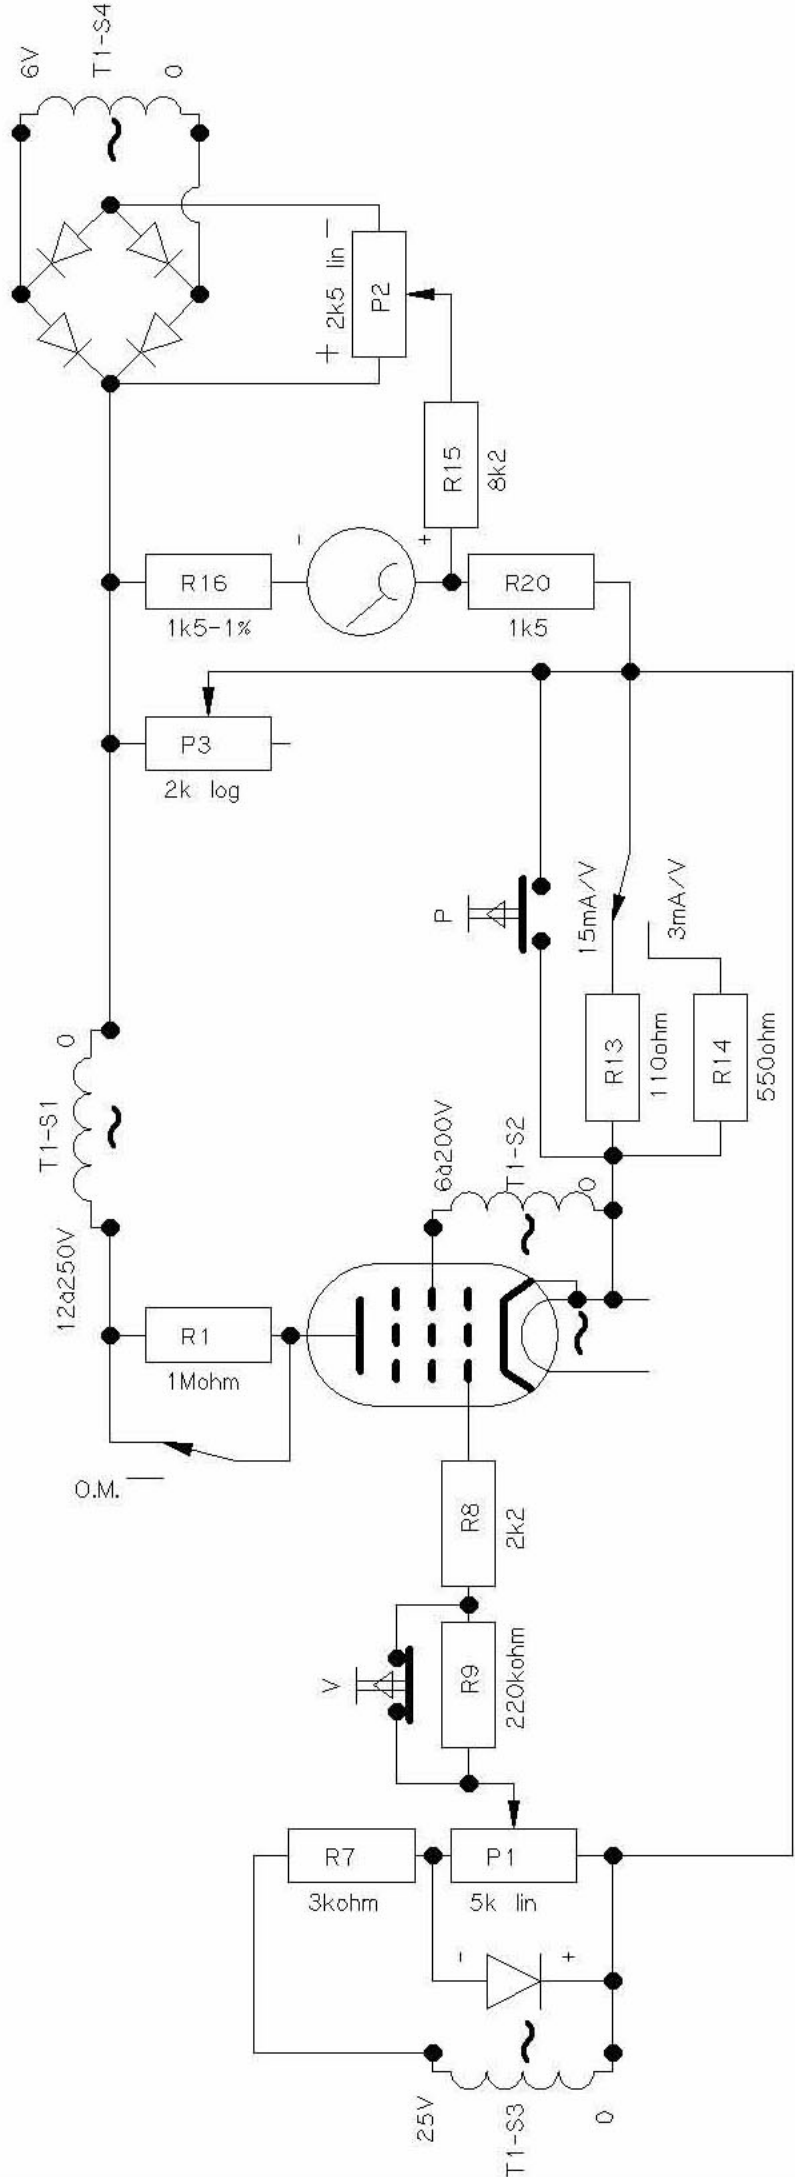 6V
T1-S4
0
+ 2k5 lin -
P2
R15
8k2
R16
1k5-1%
-
+
R20
1k5
P3
2k log
P
15mA/V
3mA/V
R13
110ohm
R14
550ohm
0
T1-S1
12à250V
6à200V
T1-S2
0
R1
1Mohm
O.M.
R8
2k2
V
R9
220kohm
R7
3kohm
P1
5k lin
-
+
25V
T1-S3
0